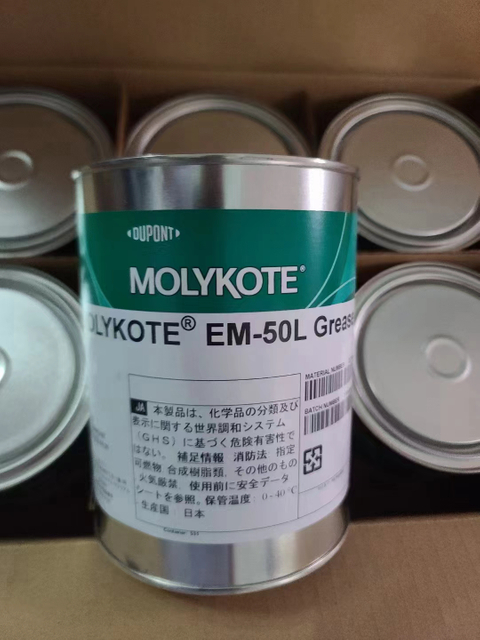 DUPONT
MOLYKOTE®
OLYKOTE® EM-50L Grease
MATERIAL NUMBER
BATCH NUMBER
JA 本製品は、化学品の分類及び
表示に関する世界調和システム
(GHS)に基づく危険有害性で
はない。 補足情報 消防法 指定
可燃物 合成樹脂類、その他のもの
火気厳禁 使用前に安全データ
シートを参照。保管温度: 0-40℃
生産国 日本